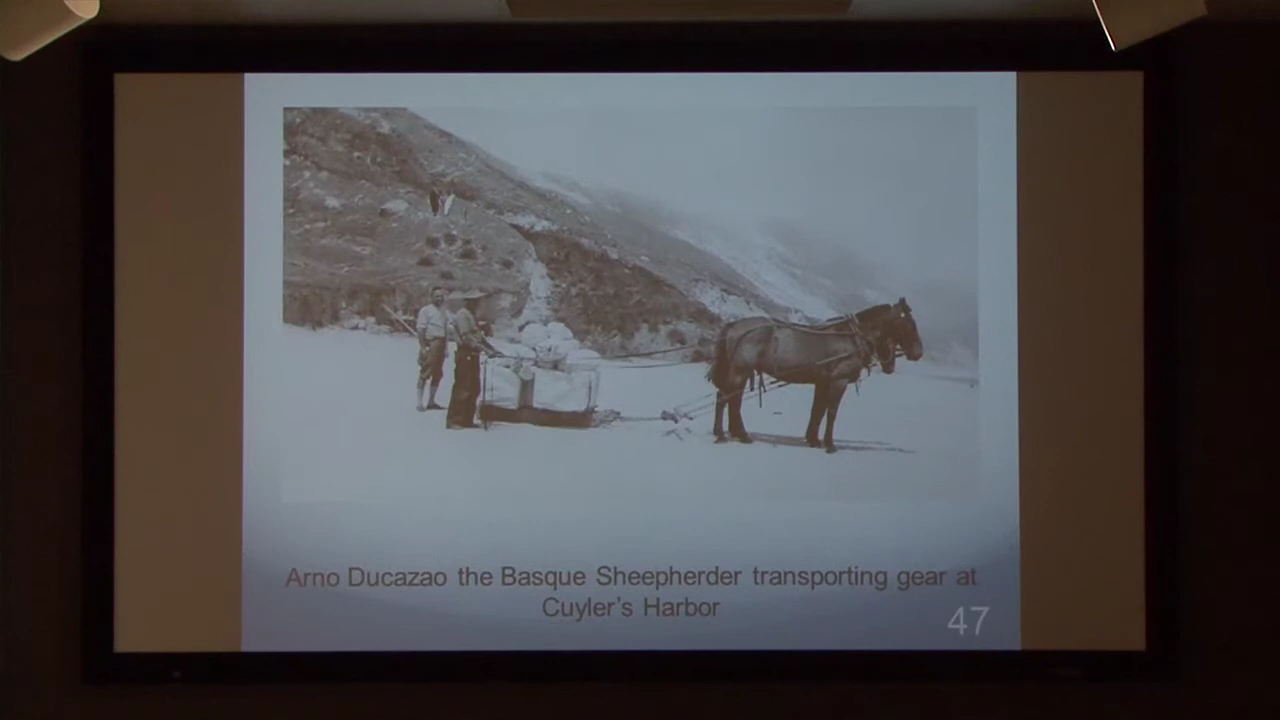 Arno Ducazao the Basque Sheepherder transporting gear at
Cuyler's Harbor
47